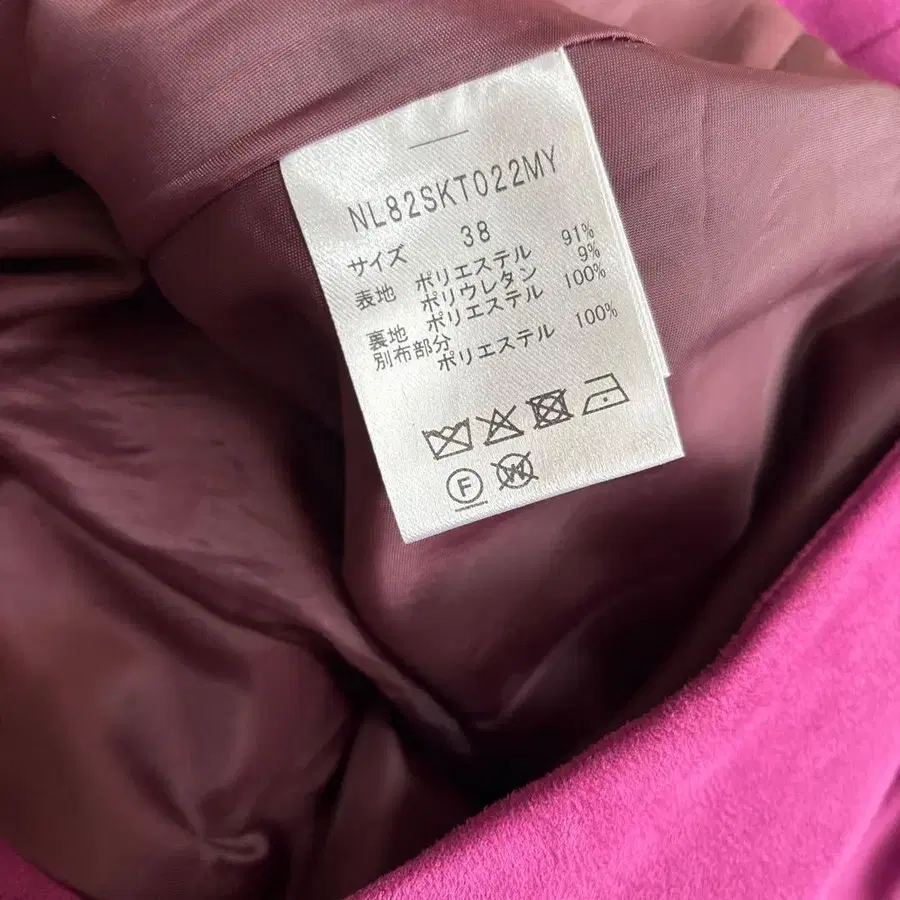 NL82SKT022MY
サイズ 38
表地 ポリエステル 91%
ポリウレタン 9%
裏地 ポリエステル 100%
別布部分
ポリエステル 100%
F W